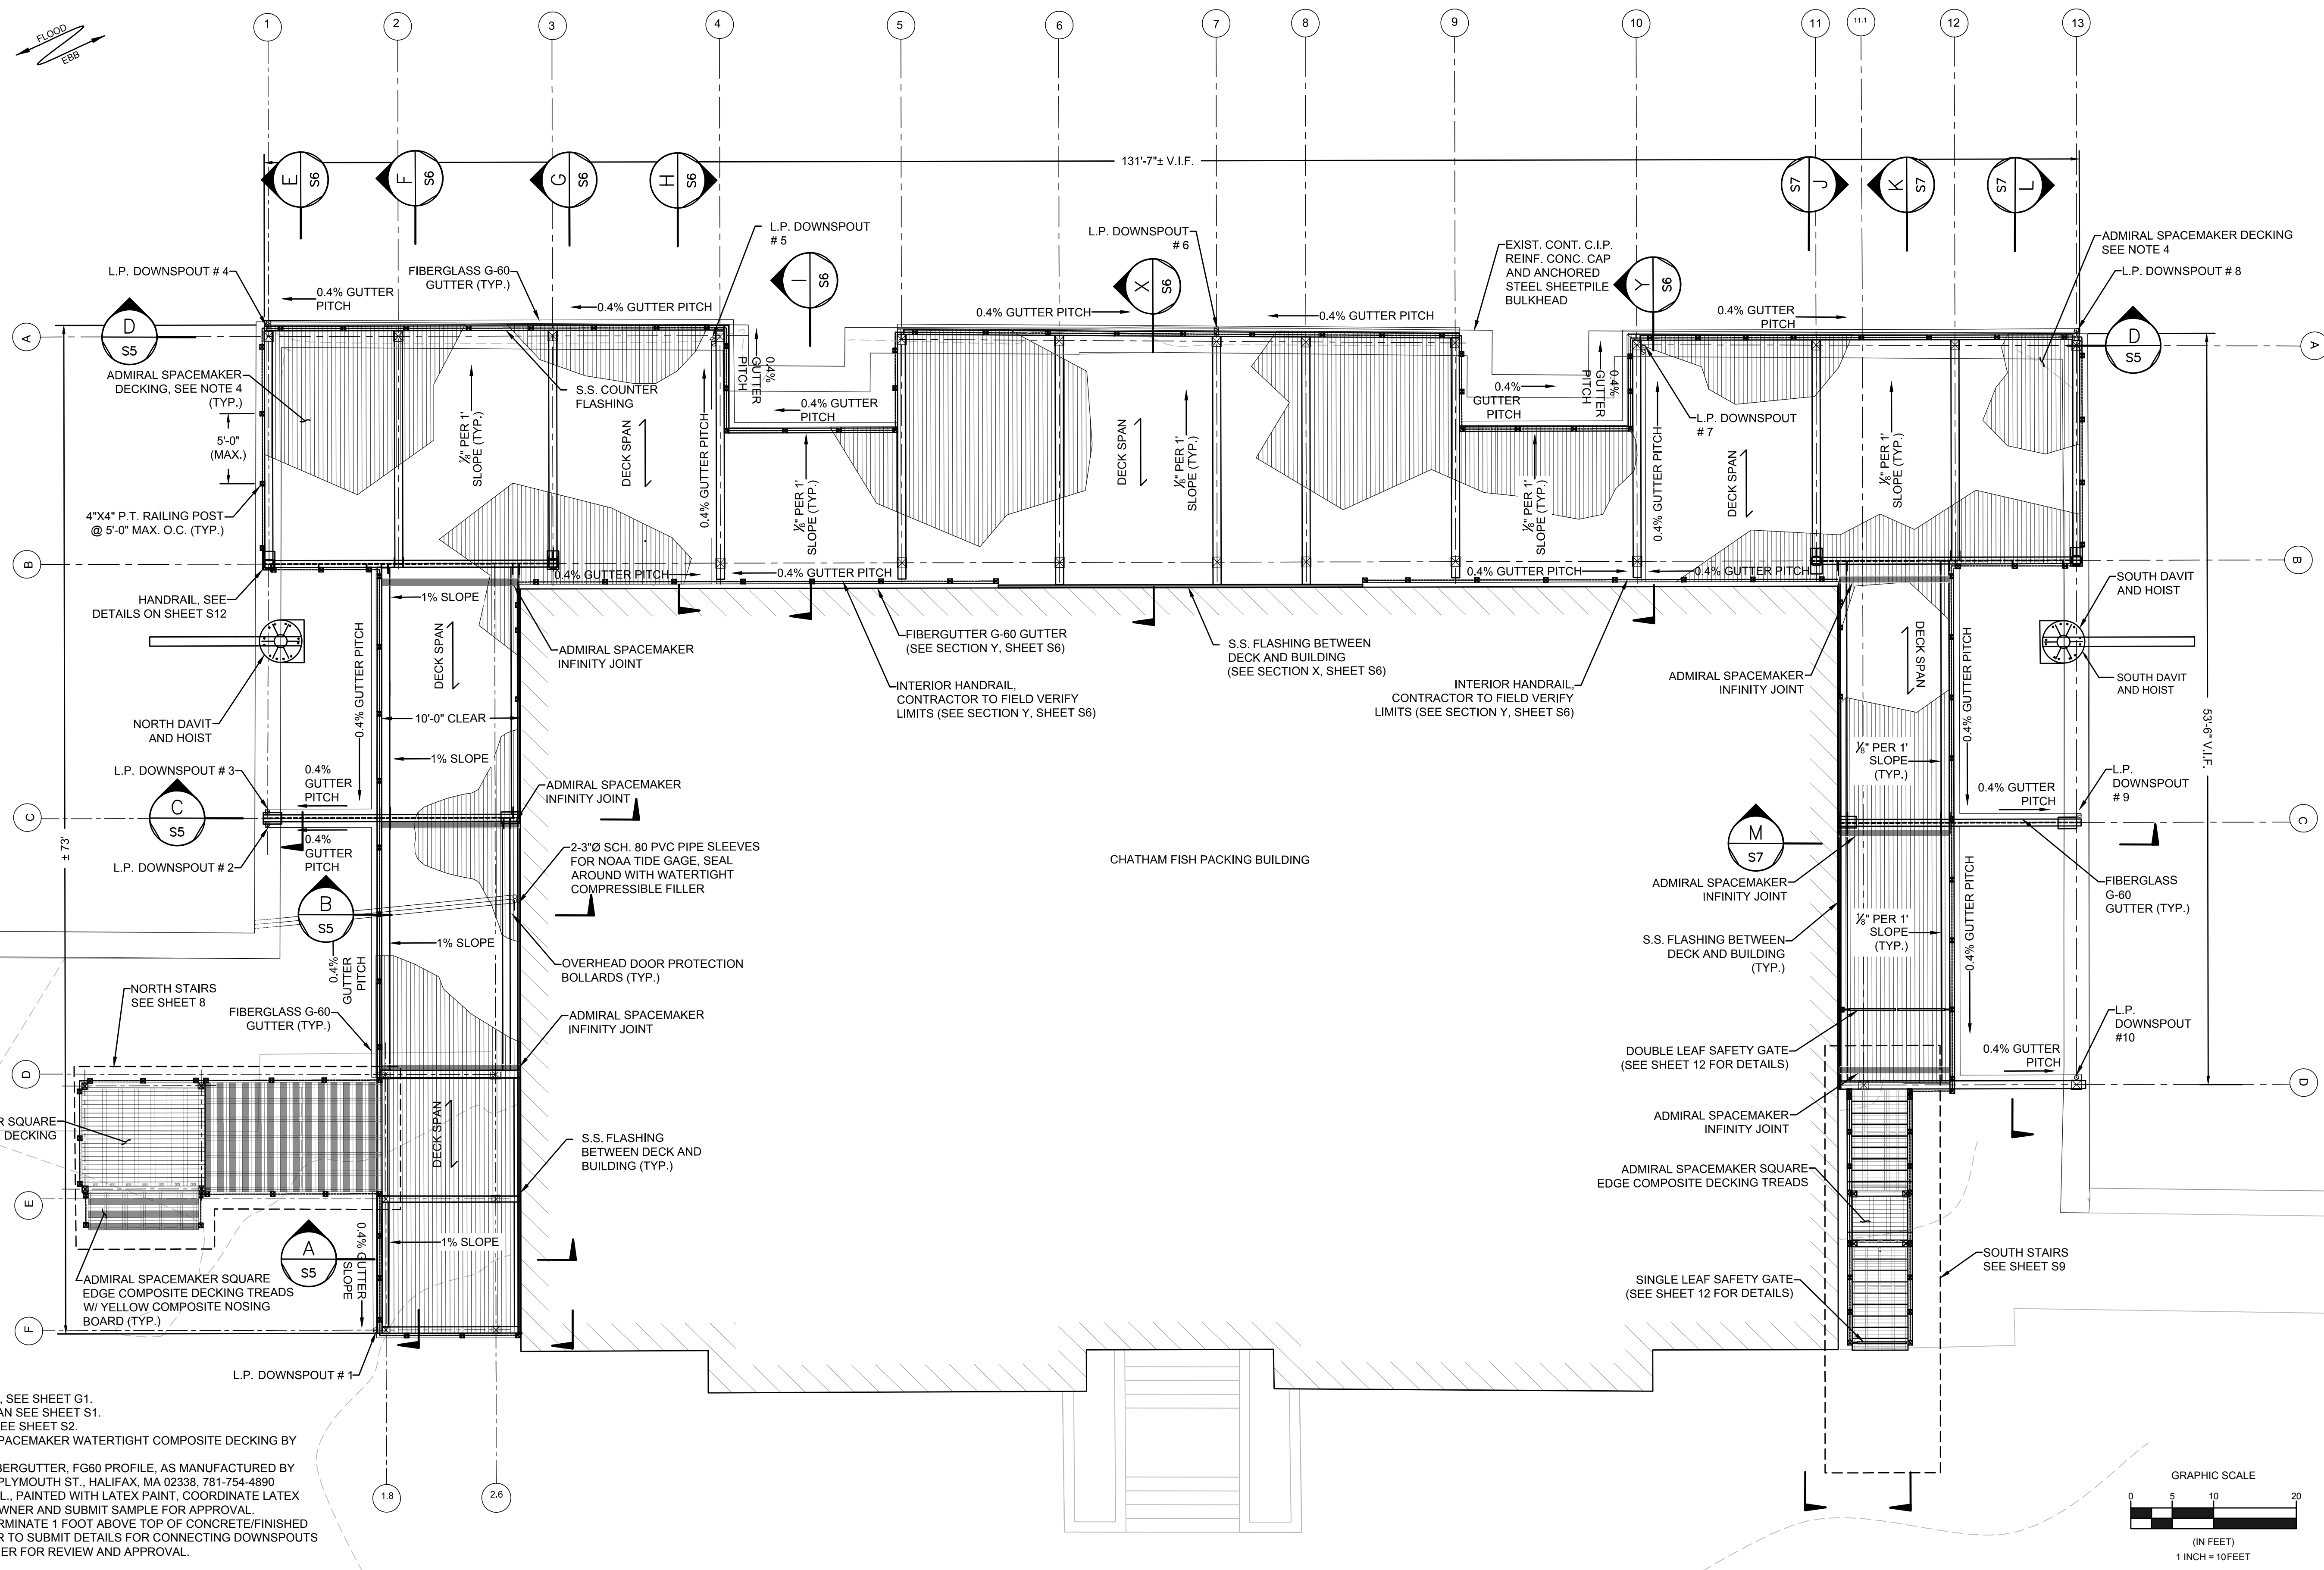 1
2
3
4
5
6
7
8
9
10
11
11.1
12
13
FLOOD
EBB
131'-7"± V.I.F.
E
S6
F
S6
G
S6
H
S6
S7
J
K
S7
S7
L
L.P. DOWNSPOUT
# 5
L.P. DOWNSPOUT
# 6
EXIST. CONT. C.I.P.
REINF. CONC. CAP
AND ANCHORED
STEEL SHEETPILE
BULKHEAD
ADMIRAL SPACEMAKER DECKING
SEE NOTE 4
L.P. DOWNSPOUT # 8
L.P. DOWNSPOUT # 4
FIBERGLASS G-60
GUTTER (TYP.)
I
S6
X
S6
Y
S6
0.4% GUTTER
PITCH
0.4% GUTTER PITCH
0.4% GUTTER PITCH
0.4% GUTTER PITCH
0.4% GUTTER
PITCH
A
D
S5
D
S5
A
ADMIRAL SPACEMAKER
DECKING, SEE NOTE 4
(TYP.)
S.S. COUNTER
FLASHING
0.4%
GUTTER
PITCH
0.4% GUTTER
PITCH
0.4%
GUTTER
PITCH
0.4%
GUTTER
PITCH
L.P. DOWNSPOUT
# 7
5'-0"
(MAX.)
⅛" PER 1'
SLOPE (TYP.)
DECK SPAN
0.4% GUTTER PITCH
⅛" PER 1'
SLOPE (TYP.)
DECK SPAN
⅛" PER 1'
SLOPE (TYP.)
⅛" PER 1'
SLOPE (TYP.)
0.4% GUTTER PITCH
DECK SPAN
⅛" PER 1'
SLOPE (TYP.)
4"X4" P.T. RAILING POST
@ 5'-0" MAX. O.C. (TYP.)
B
B
0.4% GUTTER PITCH
0.4% GUTTER PITCH
0.4% GUTTER PITCH
0.4% GUTTER PITCH
HANDRAIL, SEE
DETAILS ON SHEET S12
1% SLOPE
DECK SPAN
0.4% GUTTER PITCH
ADMIRAL SPACEMAKER
INFINITY JOINT
FIBERGUTTER G-60 GUTTER
(SEE SECTION Y, SHEET S6)
S.S. FLASHING BETWEEN
DECK AND BUILDING
(SEE SECTION X, SHEET S6)
INTERIOR HANDRAIL,
CONTRACTOR TO FIELD VERIFY
LIMITS (SEE SECTION Y, SHEET S6)
INTERIOR HANDRAIL,
CONTRACTOR TO FIELD VERIFY
LIMITS (SEE SECTION Y, SHEET S6)
ADMIRAL SPACEMAKER
INFINITY JOINT
DECK SPAN
0.4% GUTTER PITCH
SOUTH DAVIT
AND HOIST
SOUTH DAVIT
AND HOIST
NORTH DAVIT
AND HOIST
10'-0" CLEAR
1% SLOPE
⅛" PER 1'
SLOPE
(TYP.)
53'-6" V.I.F.
L.P. DOWNSPOUT # 3
0.4%
GUTTER
PITCH
ADMIRAL SPACEMAKER
INFINITY JOINT
0.4% GUTTER
PITCH
L.P.
DOWNSPOUT
# 9
C
C
S5
± 73'
0.4%
GUTTER
PITCH
L.P. DOWNSPOUT # 2
2-3"Ø SCH. 80 PVC PIPE SLEEVES
FOR NOAA TIDE GAGE, SEAL
AROUND WITH WATERTIGHT
COMPRESSIBLE FILLER
CHATHAM FISH PACKING BUILDING
M
S7
C
ADMIRAL SPACEMAKER
INFINITY JOINT
FIBERGLASS
G-60
GUTTER (TYP.)
B
S5
⅛" PER 1'
SLOPE
(TYP.)
0.4% GUTTER PITCH
1% SLOPE
0.4%
GUTTER
PITCH
OVERHEAD DOOR PROTECTION
BOLLARDS (TYP.)
S.S. FLASHING BETWEEN
DECK AND BUILDING
(TYP.)
NORTH STAIRS
SEE SHEET 8
FIBERGLASS G-60
GUTTER (TYP.)
ADMIRAL SPACEMAKER
INFINITY JOINT
L.P.
DOWNSPOUT
#10
DOUBLE LEAF SAFETY GATE
(SEE SHEET 12 FOR DETAILS)
0.4% GUTTER
PITCH
D
D
R SQUARE
DECKING
DECK SPAN
ADMIRAL SPACEMAKER
INFINITY JOINT
S.S. FLASHING
BETWEEN DECK AND
BUILDING (TYP.)
ADMIRAL SPACEMAKER SQUARE
EDGE COMPOSITE DECKING TREADS
E
A
S5
0.4% GUTTER
SLOPE
1% SLOPE
SOUTH STAIRS
SEE SHEET S9
ADMIRAL SPACEMAKER SQUARE
EDGE COMPOSITE DECKING TREADS
W/ YELLOW COMPOSITE NOSING
BOARD (TYP.)
SINGLE LEAF SAFETY GATE
(SEE SHEET 12 FOR DETAILS)
F
L.P. DOWNSPOUT # 1
, SEE SHEET G1.
AN SEE SHEET S1.
EE SHEET S2.
PACEMAKER WATERTIGHT COMPOSITE DECKING BY
BERGUTTER, FG60 PROFILE, AS MANUFACTURED BY
PLYMOUTH ST., HALIFAX, MA 02338, 781-754-4890
L., PAINTED WITH LATEX PAINT, COORDINATE LATEX
WNER AND SUBMIT SAMPLE FOR APPROVAL.
RMINATE 1 FOOT ABOVE TOP OF CONCRETE/FINISHED
R TO SUBMIT DETAILS FOR CONNECTING DOWNSPOUTS
ER FOR REVIEW AND APPROVAL.
1.8
2.6
GRAPHIC SCALE
0 5 10 20
(IN FEET)
1 INCH = 10FEET